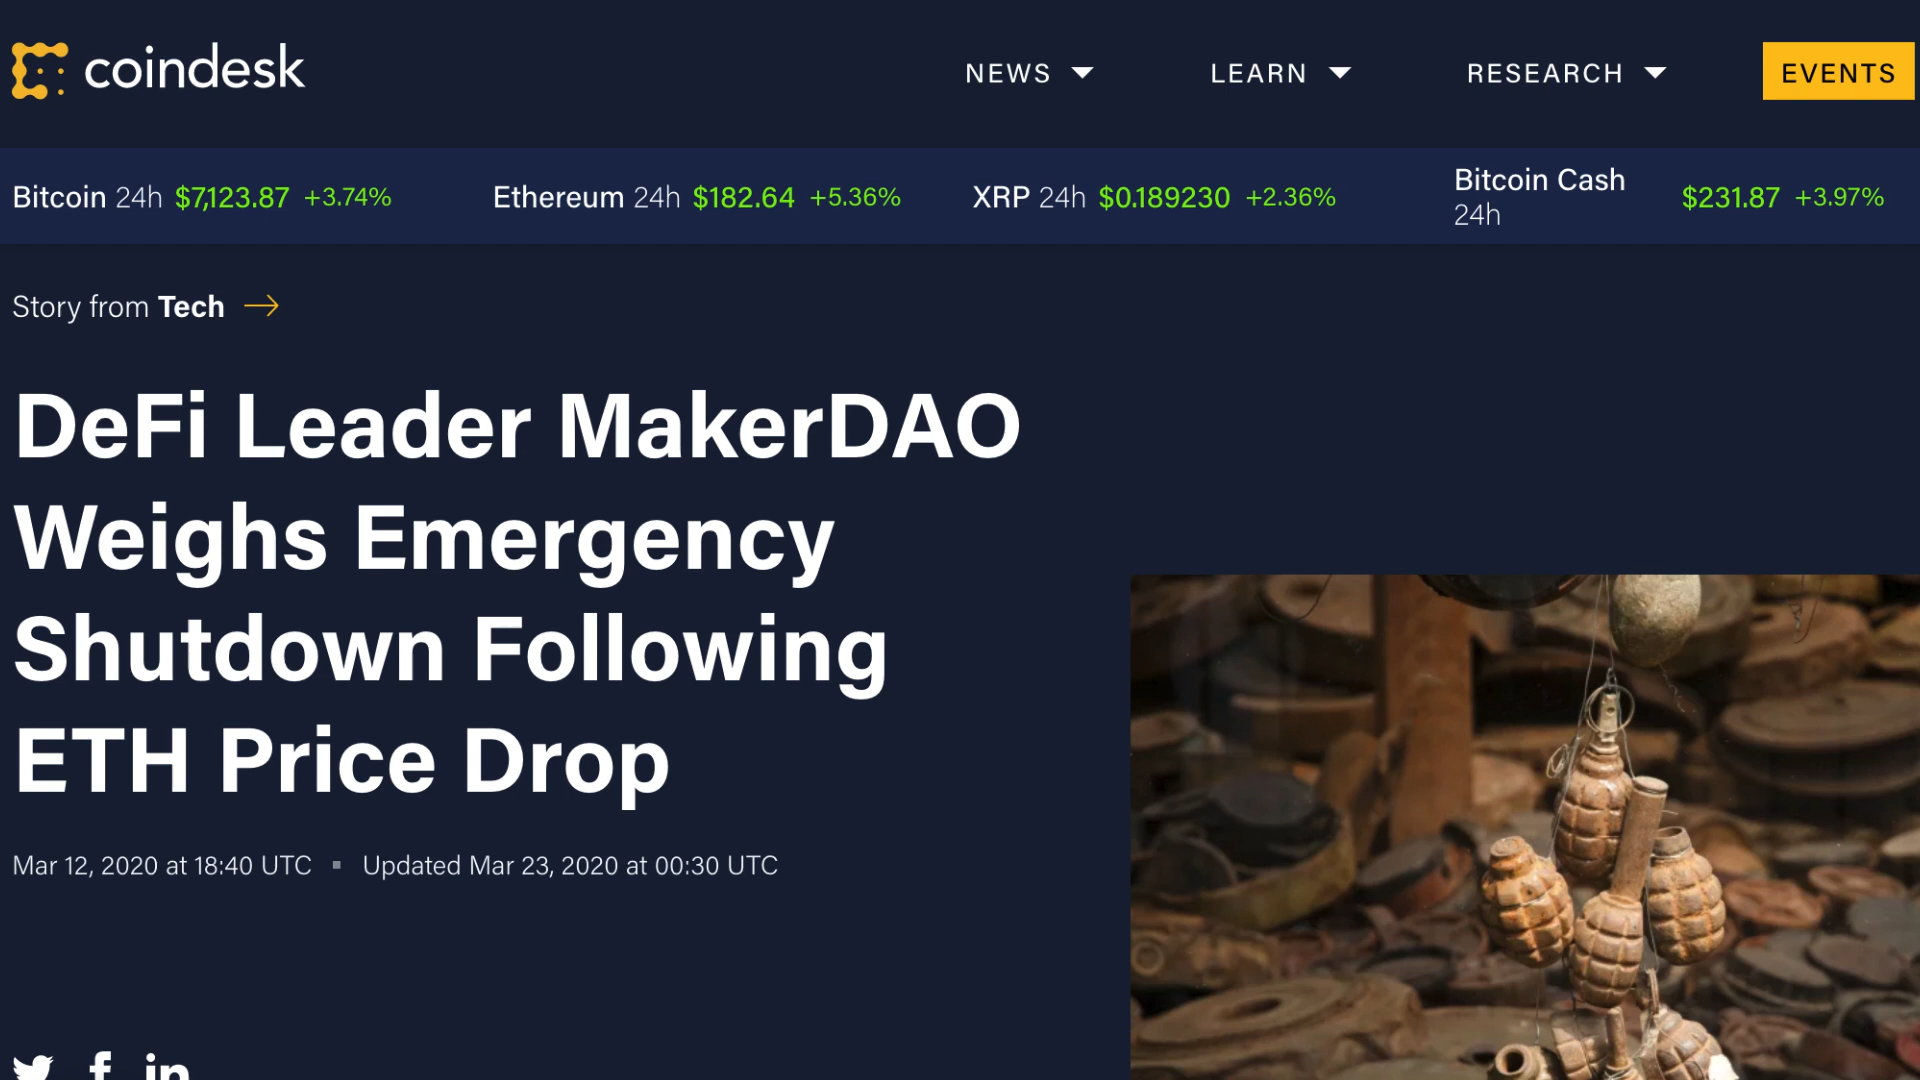 coindesk
NEWS
LEARN
RESEARCH
EVENTS
Bitcoin 24h $7,123.87 +3.74%
Ethereum 24h $182.64 +5.36%
XRP 24h $0.189230 +2.36%
Bitcoin Cash
24h
$231.87 +3.97%
Story from Tech
DeFi Leader MakerDAO
Weighs Emergency
Shutdown Following
ETH Price Drop
Mar 12, 2020 at 18:40 UTC ▪ Updated Mar 23, 2020 at 00:30 UTC